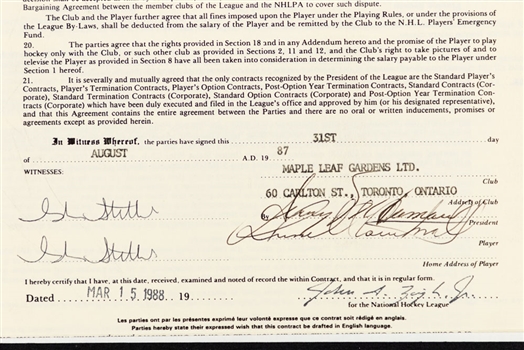 Bargaining Agreement between the member clubs of the League and the NHLPA to cover such dispute.
The Club and the Player further agree that all fines imposed upon the Player under the Playing Rules, or under the provisions of
the League By-Laws, shall be deducted from the salary of the Player and be remitted by the Club to the N.H.L. Players' Emergency
Fund.
20. The parties agree that the rights provided in Section 18 and in any Addendum hereto and the promise of the Player to play
hockey only with the Club, or such other club as provided in Sections 2, 11 and 12, and the Club's right to take pictures of and to
televise the Player as provided in Section 8 have all been taken into consideration in determining the salary payable to the Player
under Section 1 hereof.
21. It is severally and mutually agreed that the only contracts recognized by the President of the League are the Standard Player's
Contracts, Player's Termination Contracts, Player's Option Contracts, Post-Option Year Termination Contracts, Standard Contracts (Cor-
porate), Standard Termination Contracts (Corporate), Standard Option Contracts (Corporate) and Post-Option Year Termination Con-
tracts (Corporate) which have been duly executed and filed in the League's office and approved by him (or his designated representative),
and that this Agreement contains the entire agreement between the Parties and there are no oral or written inducements, promises or
agreements except as provided herein.
In Witness Whereof, the parties have signed this 31ST day
of AUGUST A.D. 19 87
WITNESSES: MAPLE LEAF GARDENS LTD.
Club
60 CARLTON ST., TORONTO, ONTARIO
Address of Club
By
President
Player
Home Address of Player
I hereby certify that I have, at this date, received, examined and noted of record the within Contract, and that it is in regular form.
Dated MAR 15 1988 19
for the National Hockey League
Les parties ont par les présentes exprimé leur volonté expresse que ce contrat soit rédigé en anglais.
Parties hereby state their expressed wish that this contract be drafted in English language.